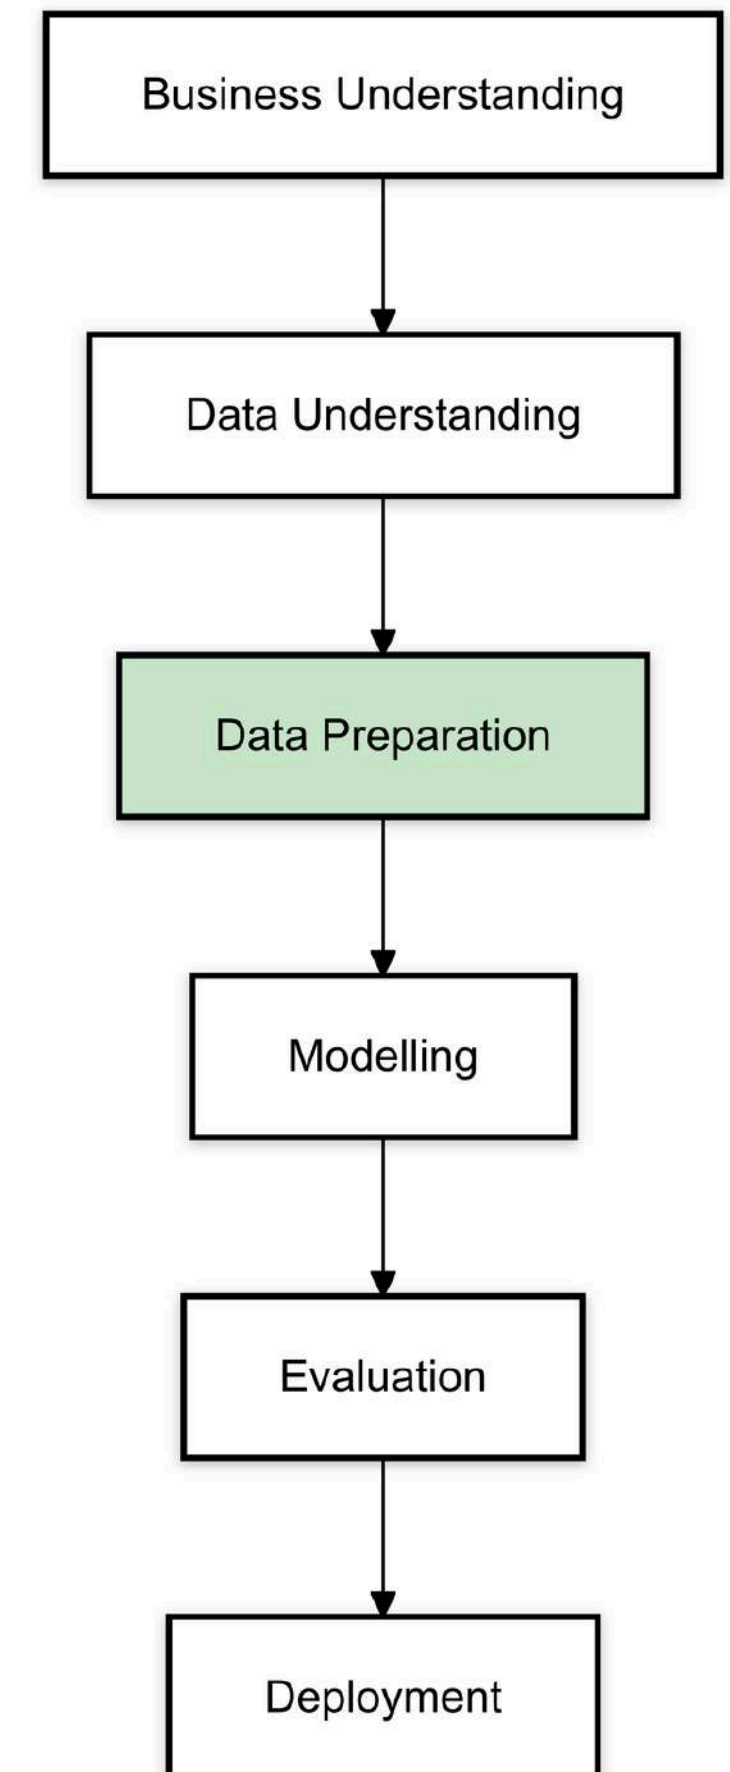 Business Understanding
Data Understanding
Data Preparation
Modelling
Evaluation
Deployment